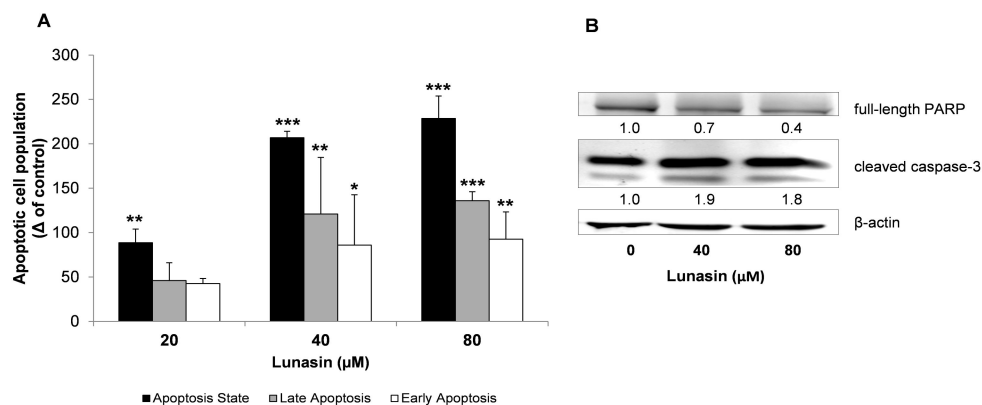 A
Apoptotic cell population
(Δ of control)
300
250
200
150
100
50
0
**
***
**
*
***
***
**
20 40 80
Lunasin (µM)
Apoptosis State Late Apoptosis Early Apoptosis
B
full-length PARP
1.0 0.7 0.4
cleaved caspase-3
1.0 1.9 1.8
β-actin
0 40 80
Lunasin (µM)